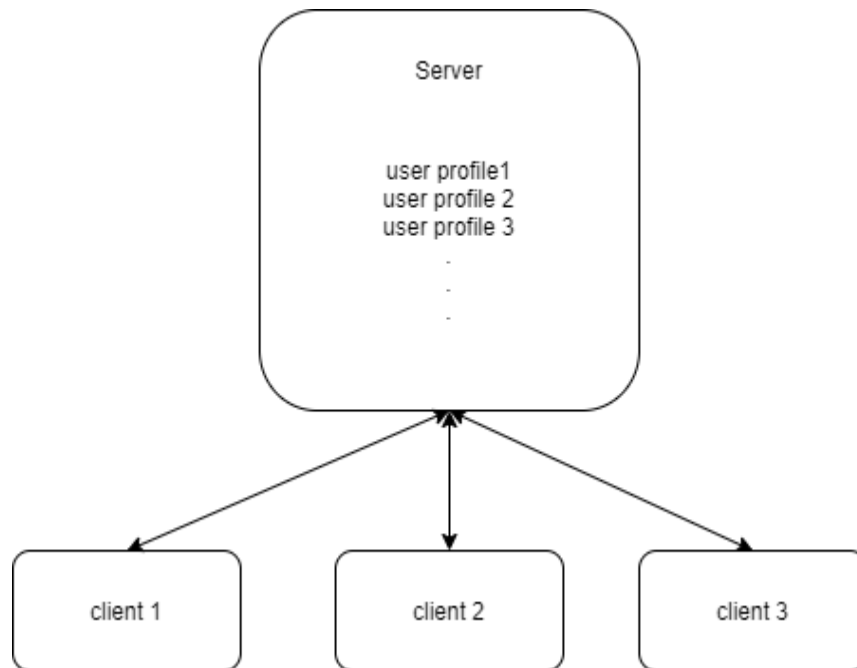 Server
user profile1
user profile 2
user profile 3
.
.
.
client 1
client 2
client 3